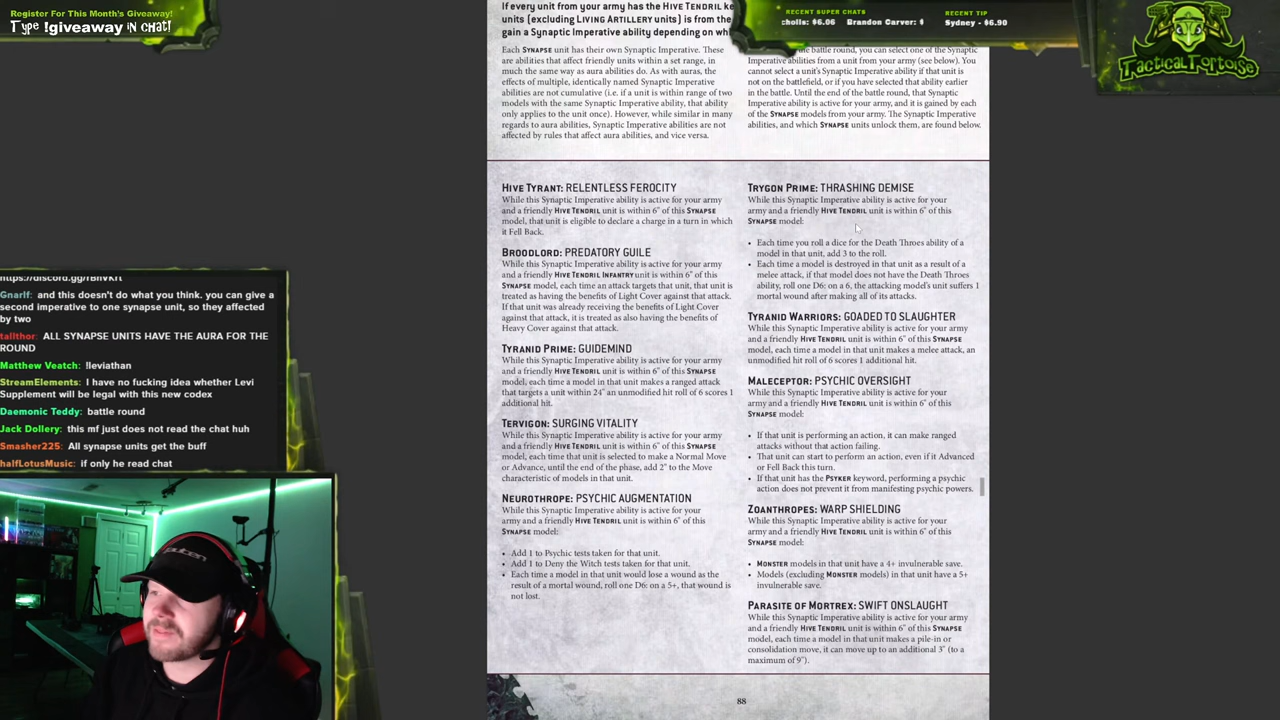 Register For This Month's Giveaway!
Type !giveaway in chat!
RECENT SUPER CHATS
cholls: $6.06 Brandon Carver: $
RECENT TIP
Sydney - $6.90
TacticalTortoise
If every unit from your army has the HIVE TENDRIL ke
units (excluding LIVING ARTILLERY units) is from the
gain a Synaptic Imperative ability depending on wh
Each SYNAPSE unit has their own Synaptic Imperative. These
are abilities that affect friendly units within a set range, in
much the same way as aura abilities do. As with auras, the
effects of multiple, identically named Synaptic Imperative
abilities are not cumulative (i.e. if a unit is within range of two
models with the same Synaptic Imperative ability, that ability
only applies to the unit once). However, while similar in many
regards to aura abilities, Synaptic Imperative abilities are not
affected by rules that affect aura abilities, and vice versa.
the battle round, you can select one of the Synaptic
Imperative abilities from a unit from your army (see below). You
cannot select a unit's Synaptic Imperative ability if that unit is
not on the battlefield, or if you have selected that ability earlier
in the battle. Until the end of the battle round, that Synaptic
Imperative ability is active for your army, and it is gained by each
of the SYNAPSE models from your army. The Synaptic Imperative
abilities, and which SYNAPSE units unlock them, are found below.
HIVE TYRANT: RELENTLESS FEROCITY
While this Synaptic Imperative ability is active for your army
and a friendly HIVE TENDRIL unit is within 6" of this SYNAPSE
model, that unit is eligible to declare a charge in a turn in which
it Fell Back.
BROODLORD: PREDATORY GUILE
While this Synaptic Imperative ability is active for your army
and a friendly HIVE TENDRIL INFANTRY unit is within 6" of this
SYNAPSE model, each time an attack targets that unit, that unit is
treated as having the benefits of Light Cover against that attack.
If that unit was already receiving the benefits of Light Cover
against that attack, it is treated as also having the benefits of
Heavy Cover against that attack.
TYRANID PRIME: GUIDEMIND
While this Synaptic Imperative ability is active for your army
and a friendly HIVE TENDRIL unit is within 6" of this SYNAPSE
model, each time a model in that unit makes a ranged attack
that targets a unit within 24" an unmodified hit roll of 6 scores 1
additional hit.
TERVIGON: SURGING VITALITY
While this Synaptic Imperative ability is active for your army
and a friendly HIVE TENDRIL unit is within 6" of this SYNAPSE
model, each time that unit is selected to make a Normal Move
or Advance, until the end of the phase, add 2" to the Move
characteristic of models in that unit.
NEUROTHROPE: PSYCHIC AUGMENTATION
While this Synaptic Imperative ability is active for your
army and a friendly HIVE TENDRIL unit is within 6" of this
SYNAPSE model:
• Add 1 to Psychic tests taken for that unit.
• Add 1 to Deny the Witch tests taken for that unit.
• Each time a model in that unit would lose a wound as the
result of a mortal wound, roll one D6: on a 5+, that wound is
not lost.
TRYGON PRIME: THRASHING DEMISE
While this Synaptic Imperative ability is active for your
army and a friendly HIVE TENDRIL unit is within 6" of this
SYNAPSE model:
• Each time you roll a dice for the Death Throes ability of a
model in that unit, add 3 to the roll.
• Each time a model is destroyed in that unit as a result of a
melee attack, if that model does not have the Death Throes
ability, roll one D6: on a 6, the attacking model's unit suffers 1
mortal wound after making all of its attacks.
TYRANID WARRIORS: GOADED TO SLAUGHTER
While this Synaptic Imperative ability is active for your
army and a friendly HIVE TENDRIL unit is within 6" of this SYNAPSE
model, each time a model in that unit makes a melee attack, an
unmodified hit roll of 6 scores 1 additional hit.
MALECEPTOR: PSYCHIC OVERSIGHT
While this Synaptic Imperative ability is active for your
army and a friendly HIVE TENDRIL unit is within 6" of this
SYNAPSE model:
• If that unit is performing an action, it can make ranged
attacks without that action failing.
• That unit can start to perform an action, even if it Advanced
or Fell Back this turn.
• If that unit has the PSYKER keyword, performing a psychic
action does not prevent it from manifesting psychic powers.
ZOANTHROPES: WARP SHIELDING
While this Synaptic Imperative ability is active for your
army and a friendly HIVE TENDRIL unit is within 6" of this
SYNAPSE model:
• MONSTER models in that unit have a 4+ invulnerable save.
• Models (excluding MONSTER models) in that unit have a 5+
invulnerable save.
PARASITE OF MORTREX: SWIFT ONSLAUGHT
While this Synaptic Imperative ability is active for your
army and a friendly HIVE TENDRIL unit is within 6" of this SYNAPSE
model, each time a model in that unit makes a pile-in or
consolidation move, it can move up to an additional 3" (to a
maximum of 9").
88
Gnarlf: and this doesn't do what you think. you can give a
second imperative to one synapse unit, so they affected
by two
tallthor: ALL SYNAPSE UNITS HAVE THE AURA FOR THE
ROUND
Matthew Veatch: !leviathan
StreamElements: I have no fucking idea whether Levi
Supplement will be legal with this new codex
Daemonic Teddy: battle round
Jack Dollery: this mf just does not read the chat huh
Smasher225: All synapse units get the buff
halfLotusMusic: if only he read chat